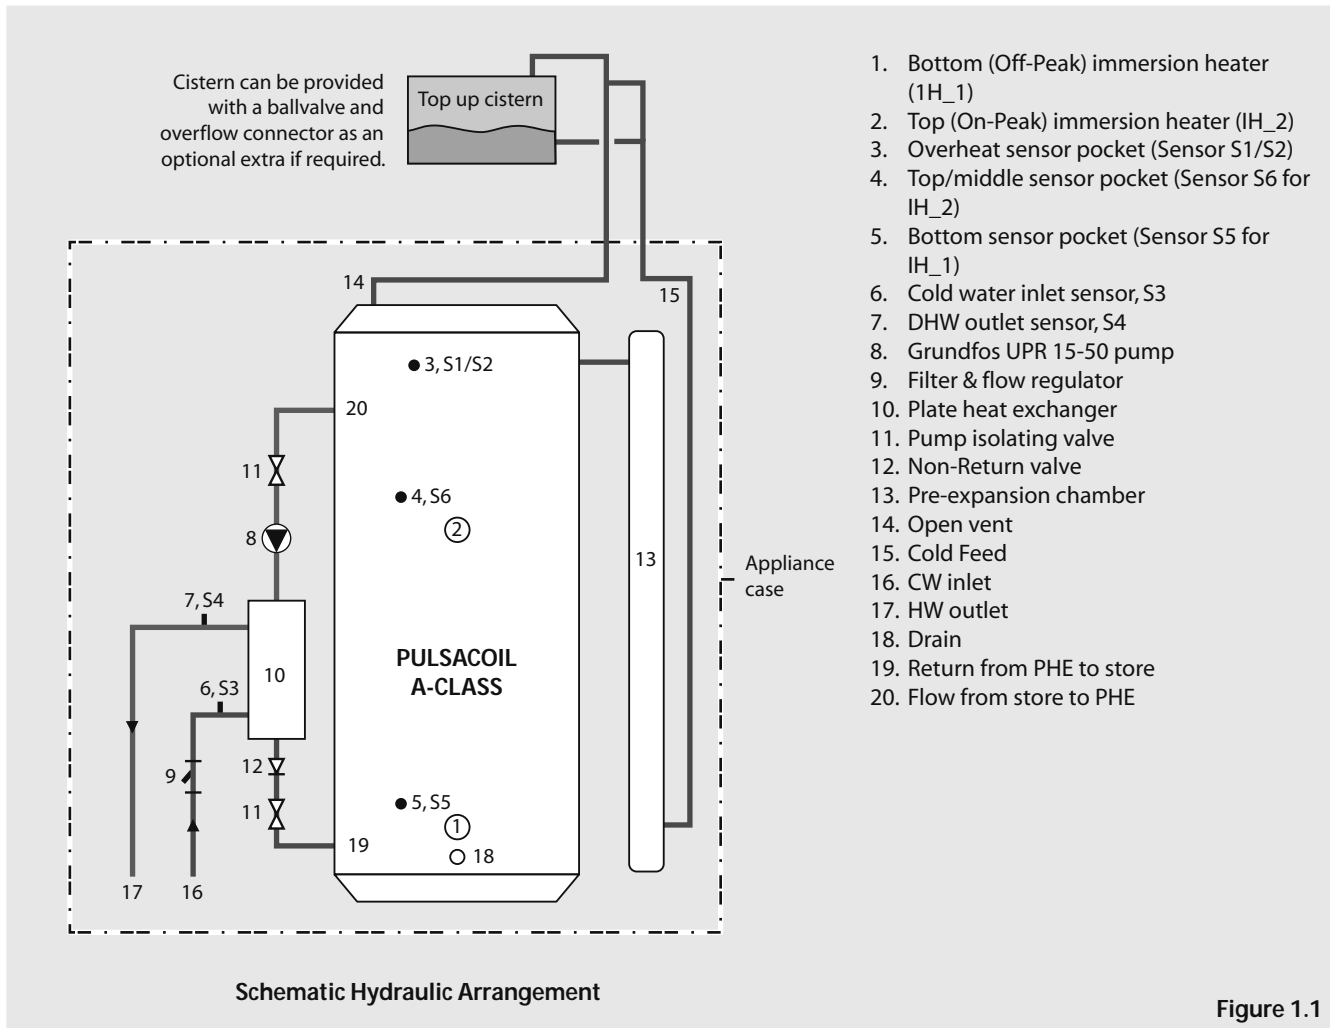 Cistern can be provided
with a ballvalve and
overflow connector as an
optional extra if required.
Top up cistern
14
15
3, S1/S2
20
11
4, S6
2
8
13
Appliance
case
7, S4
PULSACOIL
A-CLASS
10
6, S3
12
9
5, S5
11
1
19
18
17
16
Schematic Hydraulic Arrangement
1. Bottom (Off-Peak) immersion heater
(1H_1)
2. Top (On-Peak) immersion heater (IH_2)
3. Overheat sensor pocket (Sensor S1/S2)
4. Top/middle sensor pocket (Sensor S6 for
IH_2)
5. Bottom sensor pocket (Sensor S5 for
IH_1)
6. Cold water inlet sensor, S3
7. DHW outlet sensor, S4
8. Grundfos UPR 15-50 pump
9. Filter & flow regulator
10. Plate heat exchanger
11. Pump isolating valve
12. Non-Return valve
13. Pre-expansion chamber
14. Open vent
15. Cold Feed
16. CW inlet
17. HW outlet
18. Drain
19. Return from PHE to store
20. Flow from store to PHE
Figure 1.1